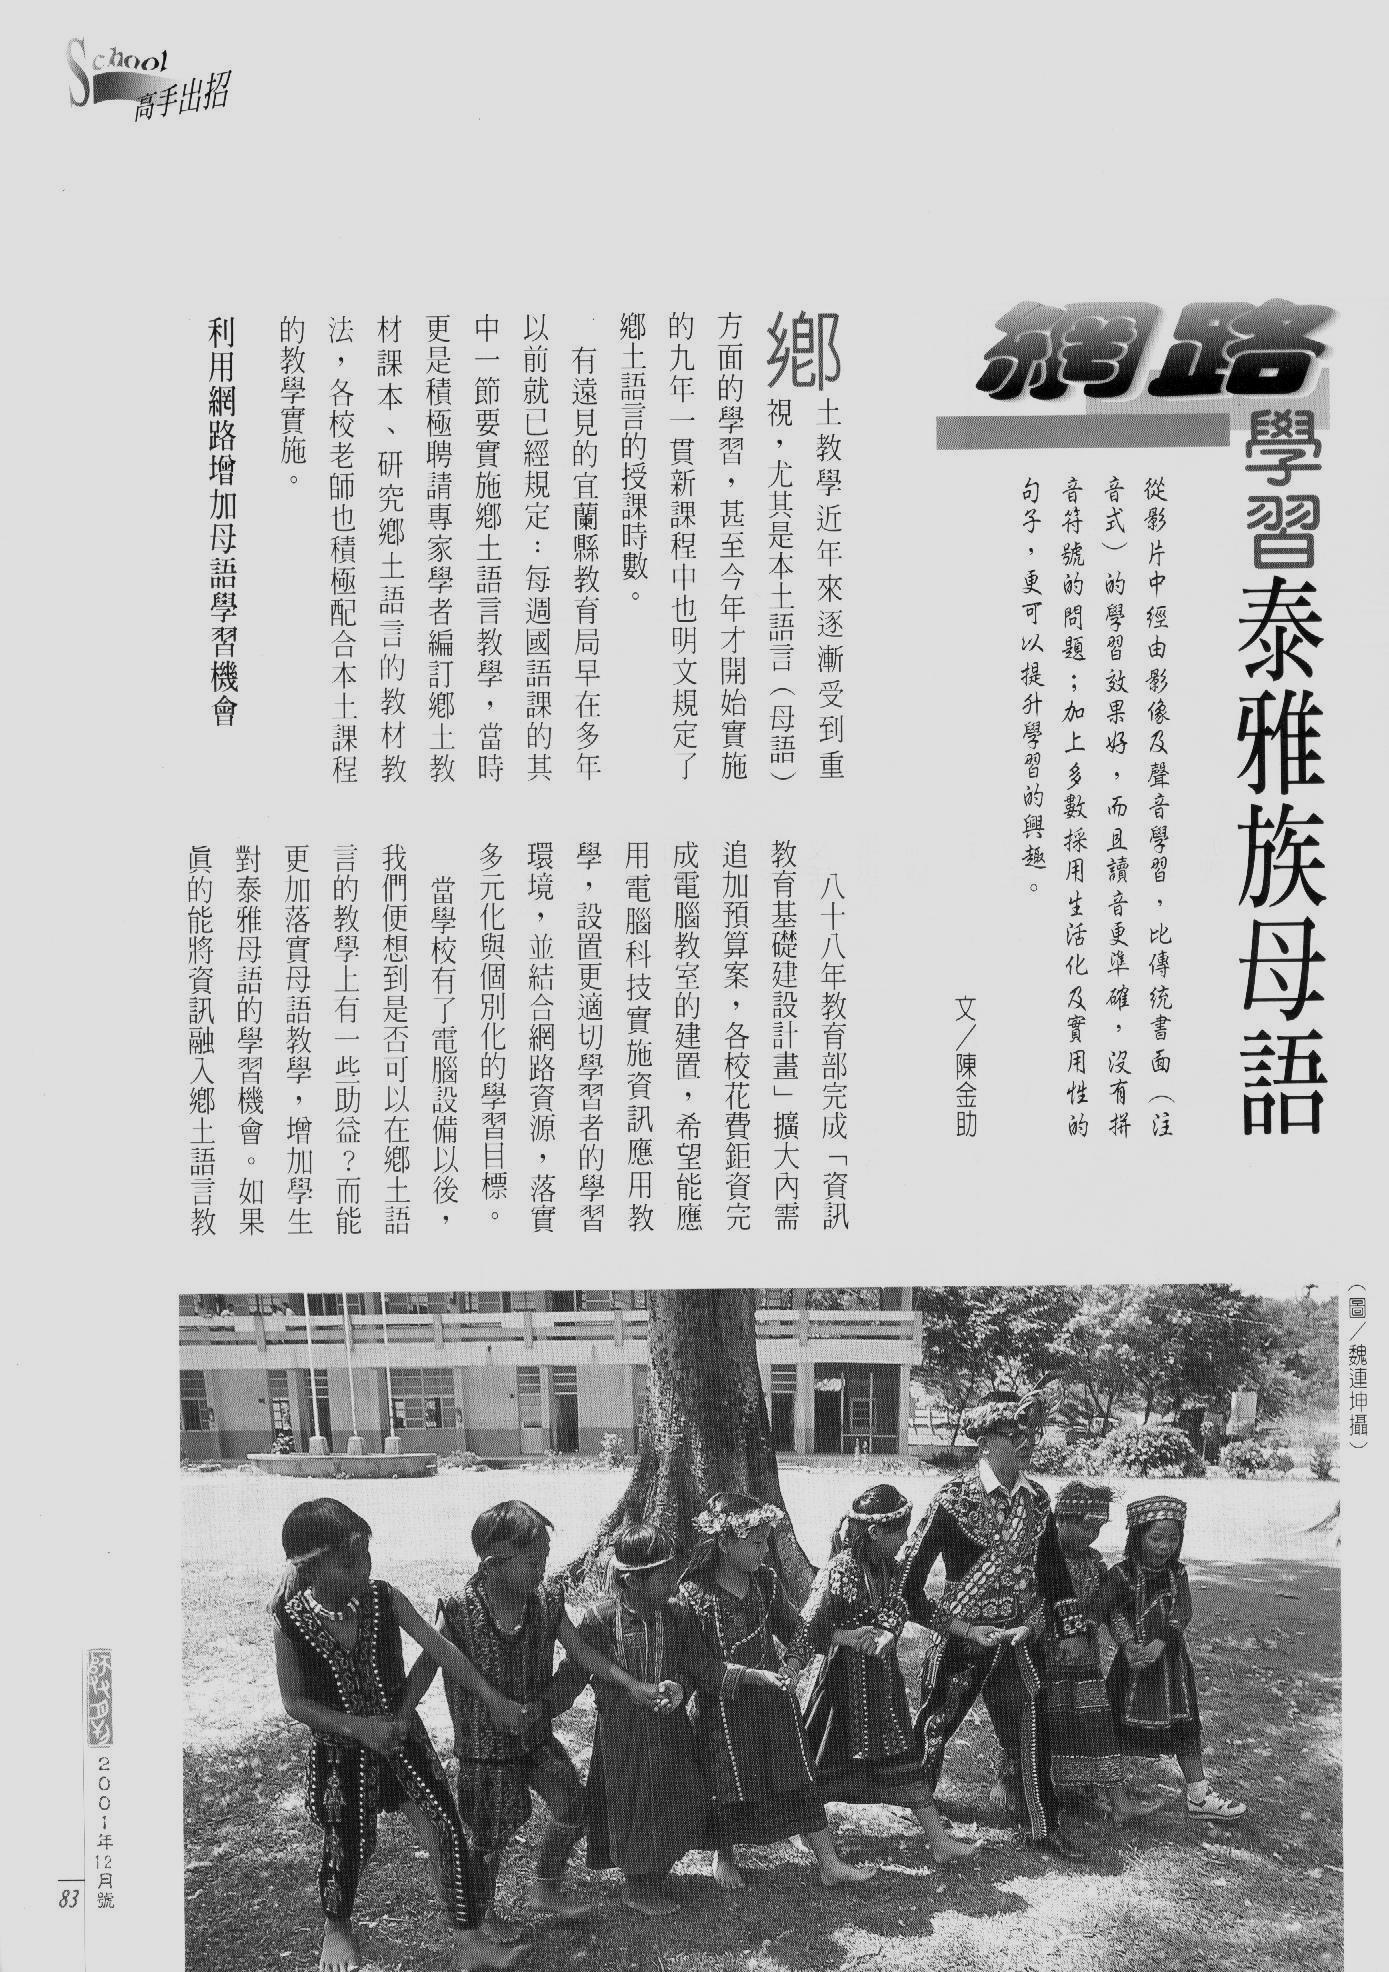 School
高手出招
網路
學習泰雅族母語
從影片中經由影像及聲音學習，比傳統書面（注
音式）的學習效果好，而且讀音更準確，沒有拼
音符號的問題；加上多數採用生活化及實用性的
句子，更可以提升學習的興趣。
文／陳金助
鄉土教學近年來逐漸受到重
視，尤其是本土語言（母語）
方面的學習，甚至今年才開始實施
的九年一貫新課程中也明文規定了
鄉土語言的授課時數。
有遠見的宜蘭縣教育局早在多年
以前就已經規定：每週國語課的其
中一節要實施鄉土語言教學，當時
更是積極聘請專家學者編訂鄉土教
材課本、研究鄉土語言的教材教
法，各校老師也積極配合本土課程
的教學實施。
利用網路增加母語學習機會
八十八年教育部完成「資訊
教育基礎建設計畫」擴大內需
追加預算案，各校花費鉅資完
成電腦教室的建置，希望能應
用電腦科技實施資訊應用教
學，設置更適切學習者的學習
環境，並結合網路資源，落實
多元化與個別化的學習目標。
當學校有了電腦設備以後，
我們便想到是否可以在鄉土語
言的教學上有一些助益？而能
更加落實母語教學，增加學生
對泰雅母語的學習機會。如果
真的能將資訊融入鄉土語言教
（圖／魏連坤攝）
2001年12月號
83